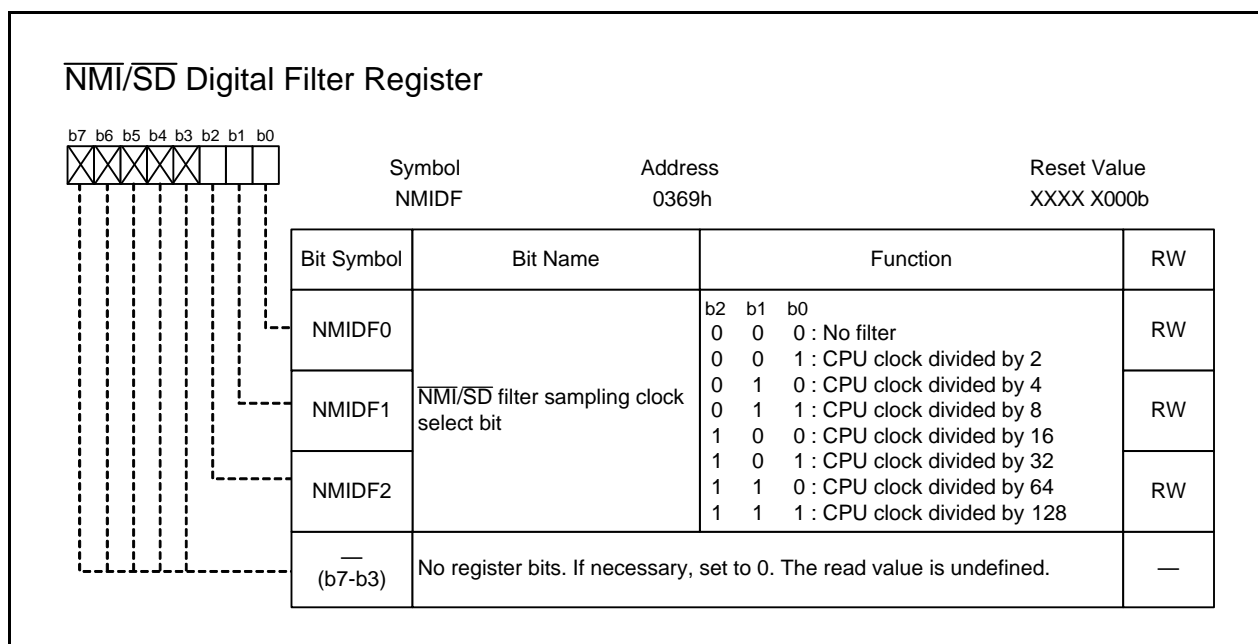 NMI/SD Digital Filter Register
b7 b6 b5 b4 b3 b2 b1 b0
Symbol Address Reset Value
NMIDF 0369h XXXX X000b
Bit Symbol Bit Name Function RW
NMIDF0 RW
NMIDF1 RW
NMIDF2 RW
NMI/SD filter sampling clock
select bit
b2 b1 b0
0 0 0 : No filter
0 0 1 : CPU clock divided by 2
0 1 0 : CPU clock divided by 4
0 1 1 : CPU clock divided by 8
1 0 0 : CPU clock divided by 16
1 0 1 : CPU clock divided by 32
1 1 0 : CPU clock divided by 64
1 1 1 : CPU clock divided by 128
—
(b7-b3)
No register bits. If necessary, set to 0. The read value is undefined. —